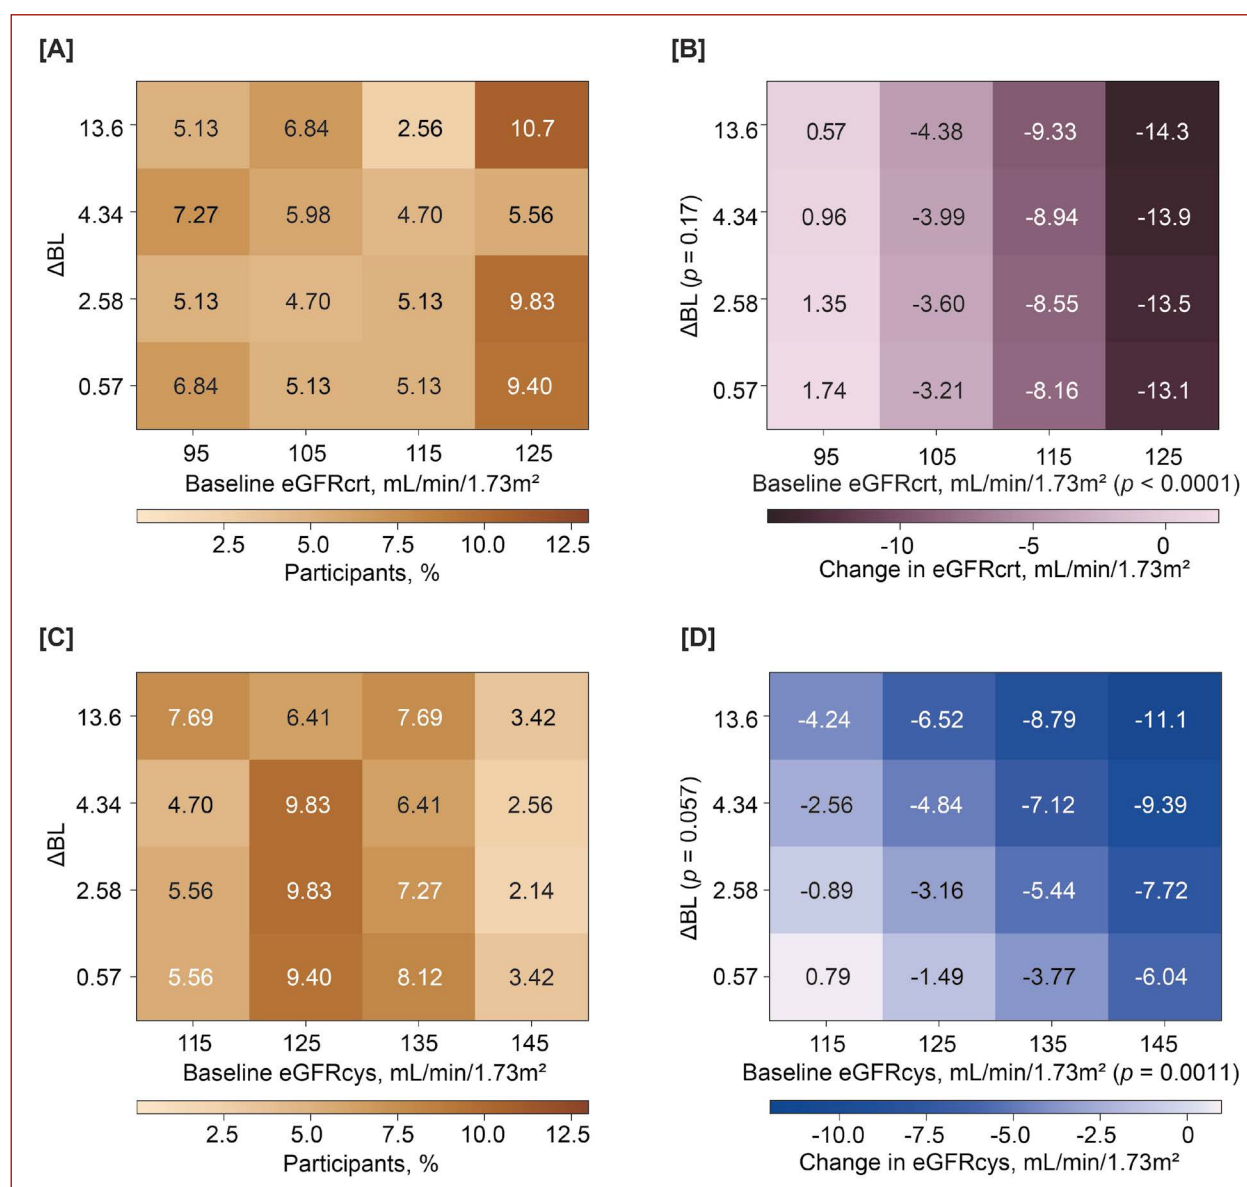 [A]
13.6 5.13 6.84 2.56 10.7
4.34 7.27 5.98 4.70 5.56
ΔBL
2.58 5.13 4.70 5.13 9.83
0.57 6.84 5.13 5.13 9.40
95 105 115 125
Baseline eGFRcrt, mL/min/1.73m²
2.5 5.0 7.5 10.0 12.5
Participants, %
[B]
13.6 0.57 -4.38 -9.33 -14.3
4.34 0.96 -3.99 -8.94 -13.9
ΔBL (p = 0.17)
2.58 1.35 -3.60 -8.55 -13.5
0.57 1.74 -3.21 -8.16 -13.1
95 105 115 125
Baseline eGFRcrt, mL/min/1.73m² (p < 0.0001)
-10 -5 0
Change in eGFRcrt, mL/min/1.73m²
[C]
13.6 7.69 6.41 7.69 3.42
4.34 4.70 9.83 6.41 2.56
ΔBL
2.58 5.56 9.83 7.27 2.14
0.57 5.56 9.40 8.12 3.42
115 125 135 145
Baseline eGFRcys, mL/min/1.73m²
2.5 5.0 7.5 10.0 12.5
Participants, %
[D]
13.6 -4.24 -6.52 -8.79 -11.1
4.34 -2.56 -4.84 -7.12 -9.39
ΔBL (p = 0.057)
2.58 -0.89 -3.16 -5.44 -7.72
0.57 0.79 -1.49 -3.77 -6.04
115 125 135 145
Baseline eGFRcys, mL/min/1.73m² (p = 0.0011)
-10.0 -7.5 -5.0 -2.5 0
Change in eGFRcys, mL/min/1.73m²